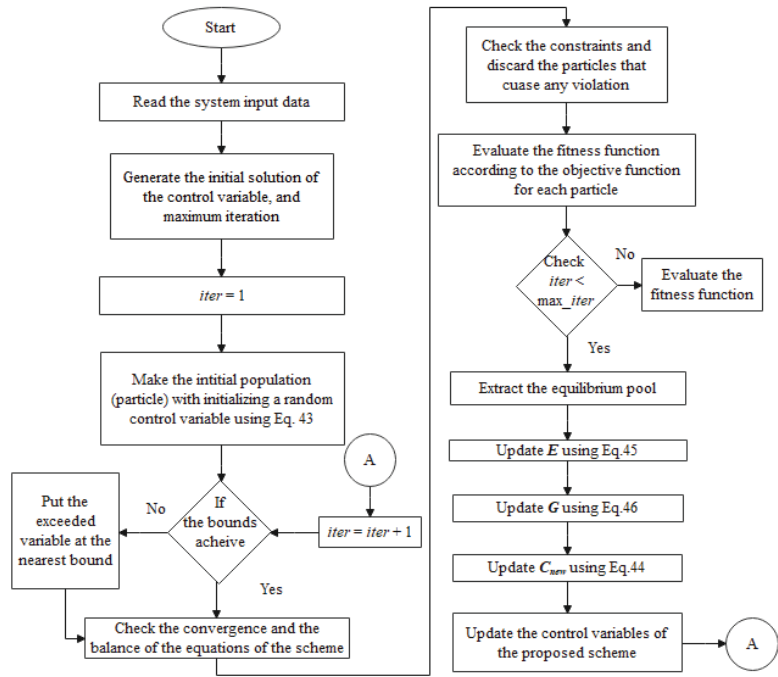 Start
Read the system input data
Generate the initial solution
of the control variable, and
maximum iteration
iter = 1
Make the intitial population
(particle) with initializing a random
control variable using Eq. 43
A
If
the bounds
acheive
No
Put the
exceeded
variable at the
nearest bound
iter = iter + 1
Yes
Check the convergence and the
balance of the equations of the scheme
Check the constraints and
discard the particles that
cuase any violation
Evaluate the fitness function
according to the objective function
for each particle
Check
iter <
max_iter
No
Evaluate the
fitness function
Yes
Extract the equilibrium pool
Update E using Eq.45
Update G using Eq.46
Update Cnew using Eq.44
Update the control variables of
the proposed scheme
A